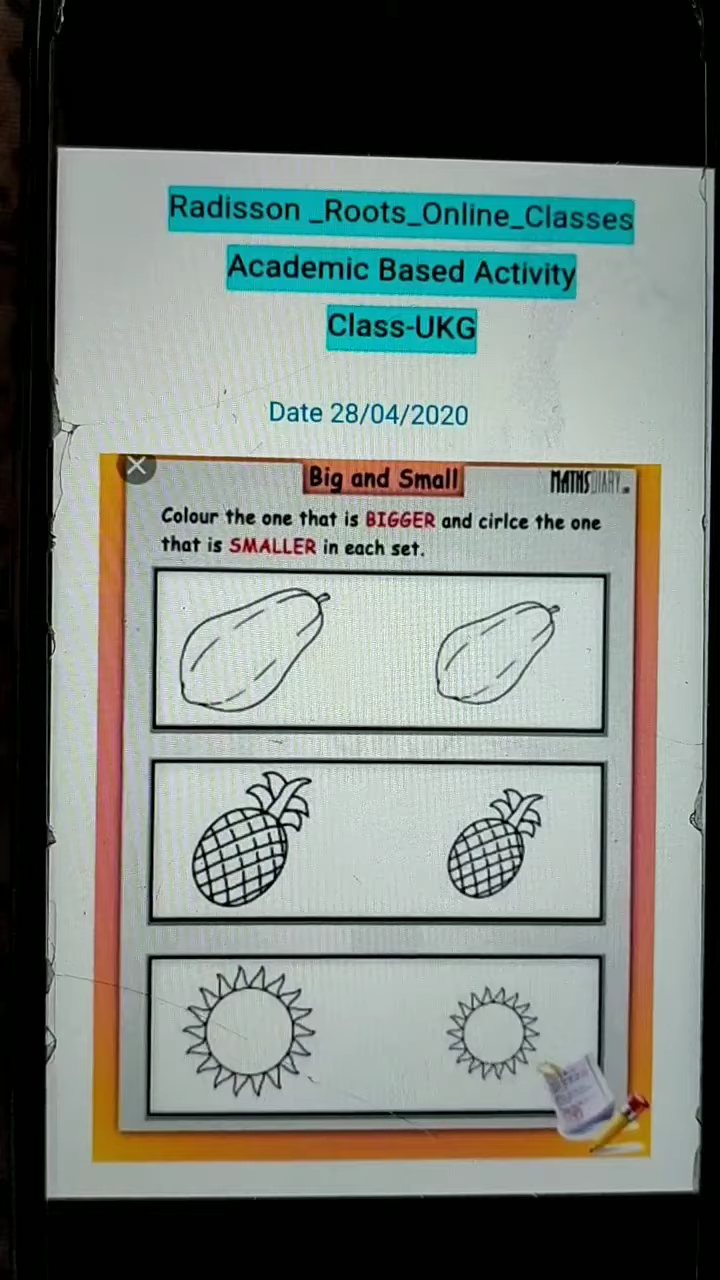 Radisson _Roots_Online_Classes
Academic Based Activity
Class-UKG
Date 28/04/2020
Big and Small
MATHSDIARY
Colour the one that is BIGGER and cirlce the one
that is SMALLER in each set.